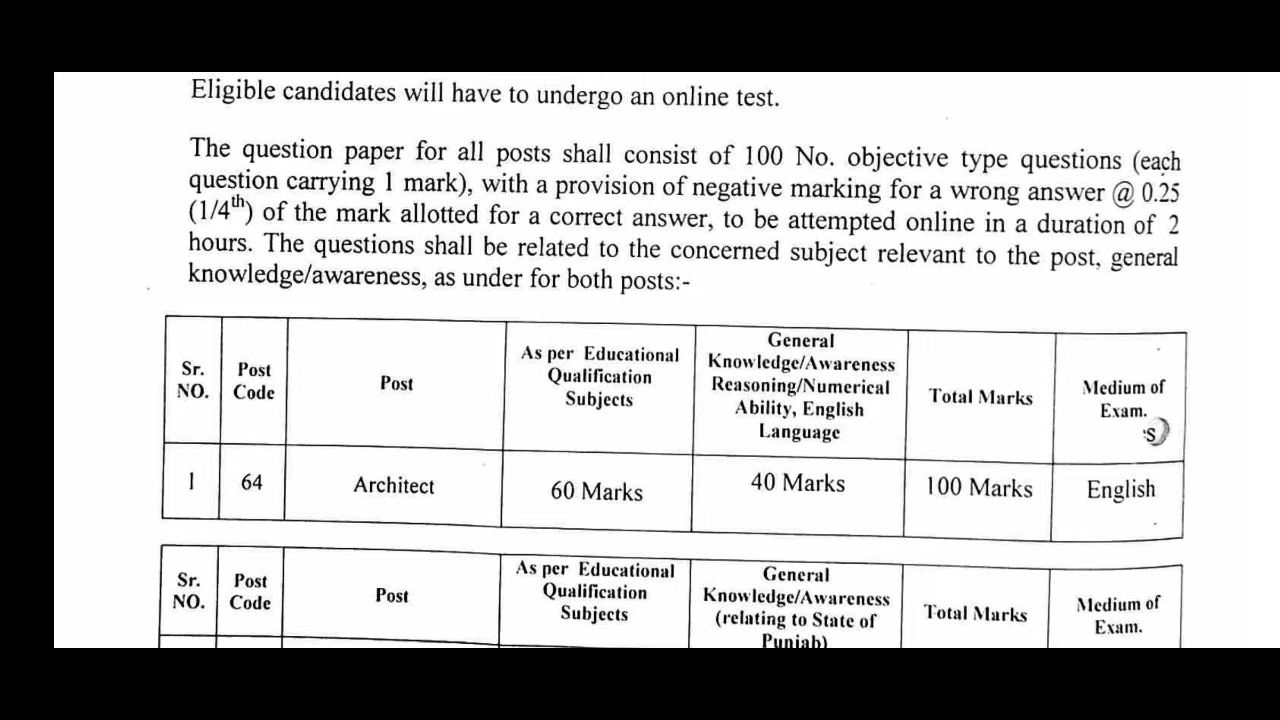 Eligible candidates will have to undergo an online test.
The question paper for all posts shall consist of 100 No. objective type questions (each
question carrying 1 mark), with a provision of negative marking for a wrong answer @ 0.25
(1/4th) of the mark allotted for a correct answer, to be attempted online in a duration of 2
hours. The questions shall be related to the concerned subject relevant to the post, general
knowledge/awareness, as under for both posts:-
Sr. NO.
Post Code
Post
As per Educational
Qualification
Subjects
General
Knowledge/Awareness
Reasoning/Numerical
Ability, English
Language
Total Marks
Medium of
Exam.
1 64 Architect 60 Marks 40 Marks 100 Marks English
Sr. NO.
Post Code
Post
As per Educational
Qualification
Subjects
General
Knowledge/Awareness
(relating to State of
Punjab)
Total Marks
Medium of
Exam.